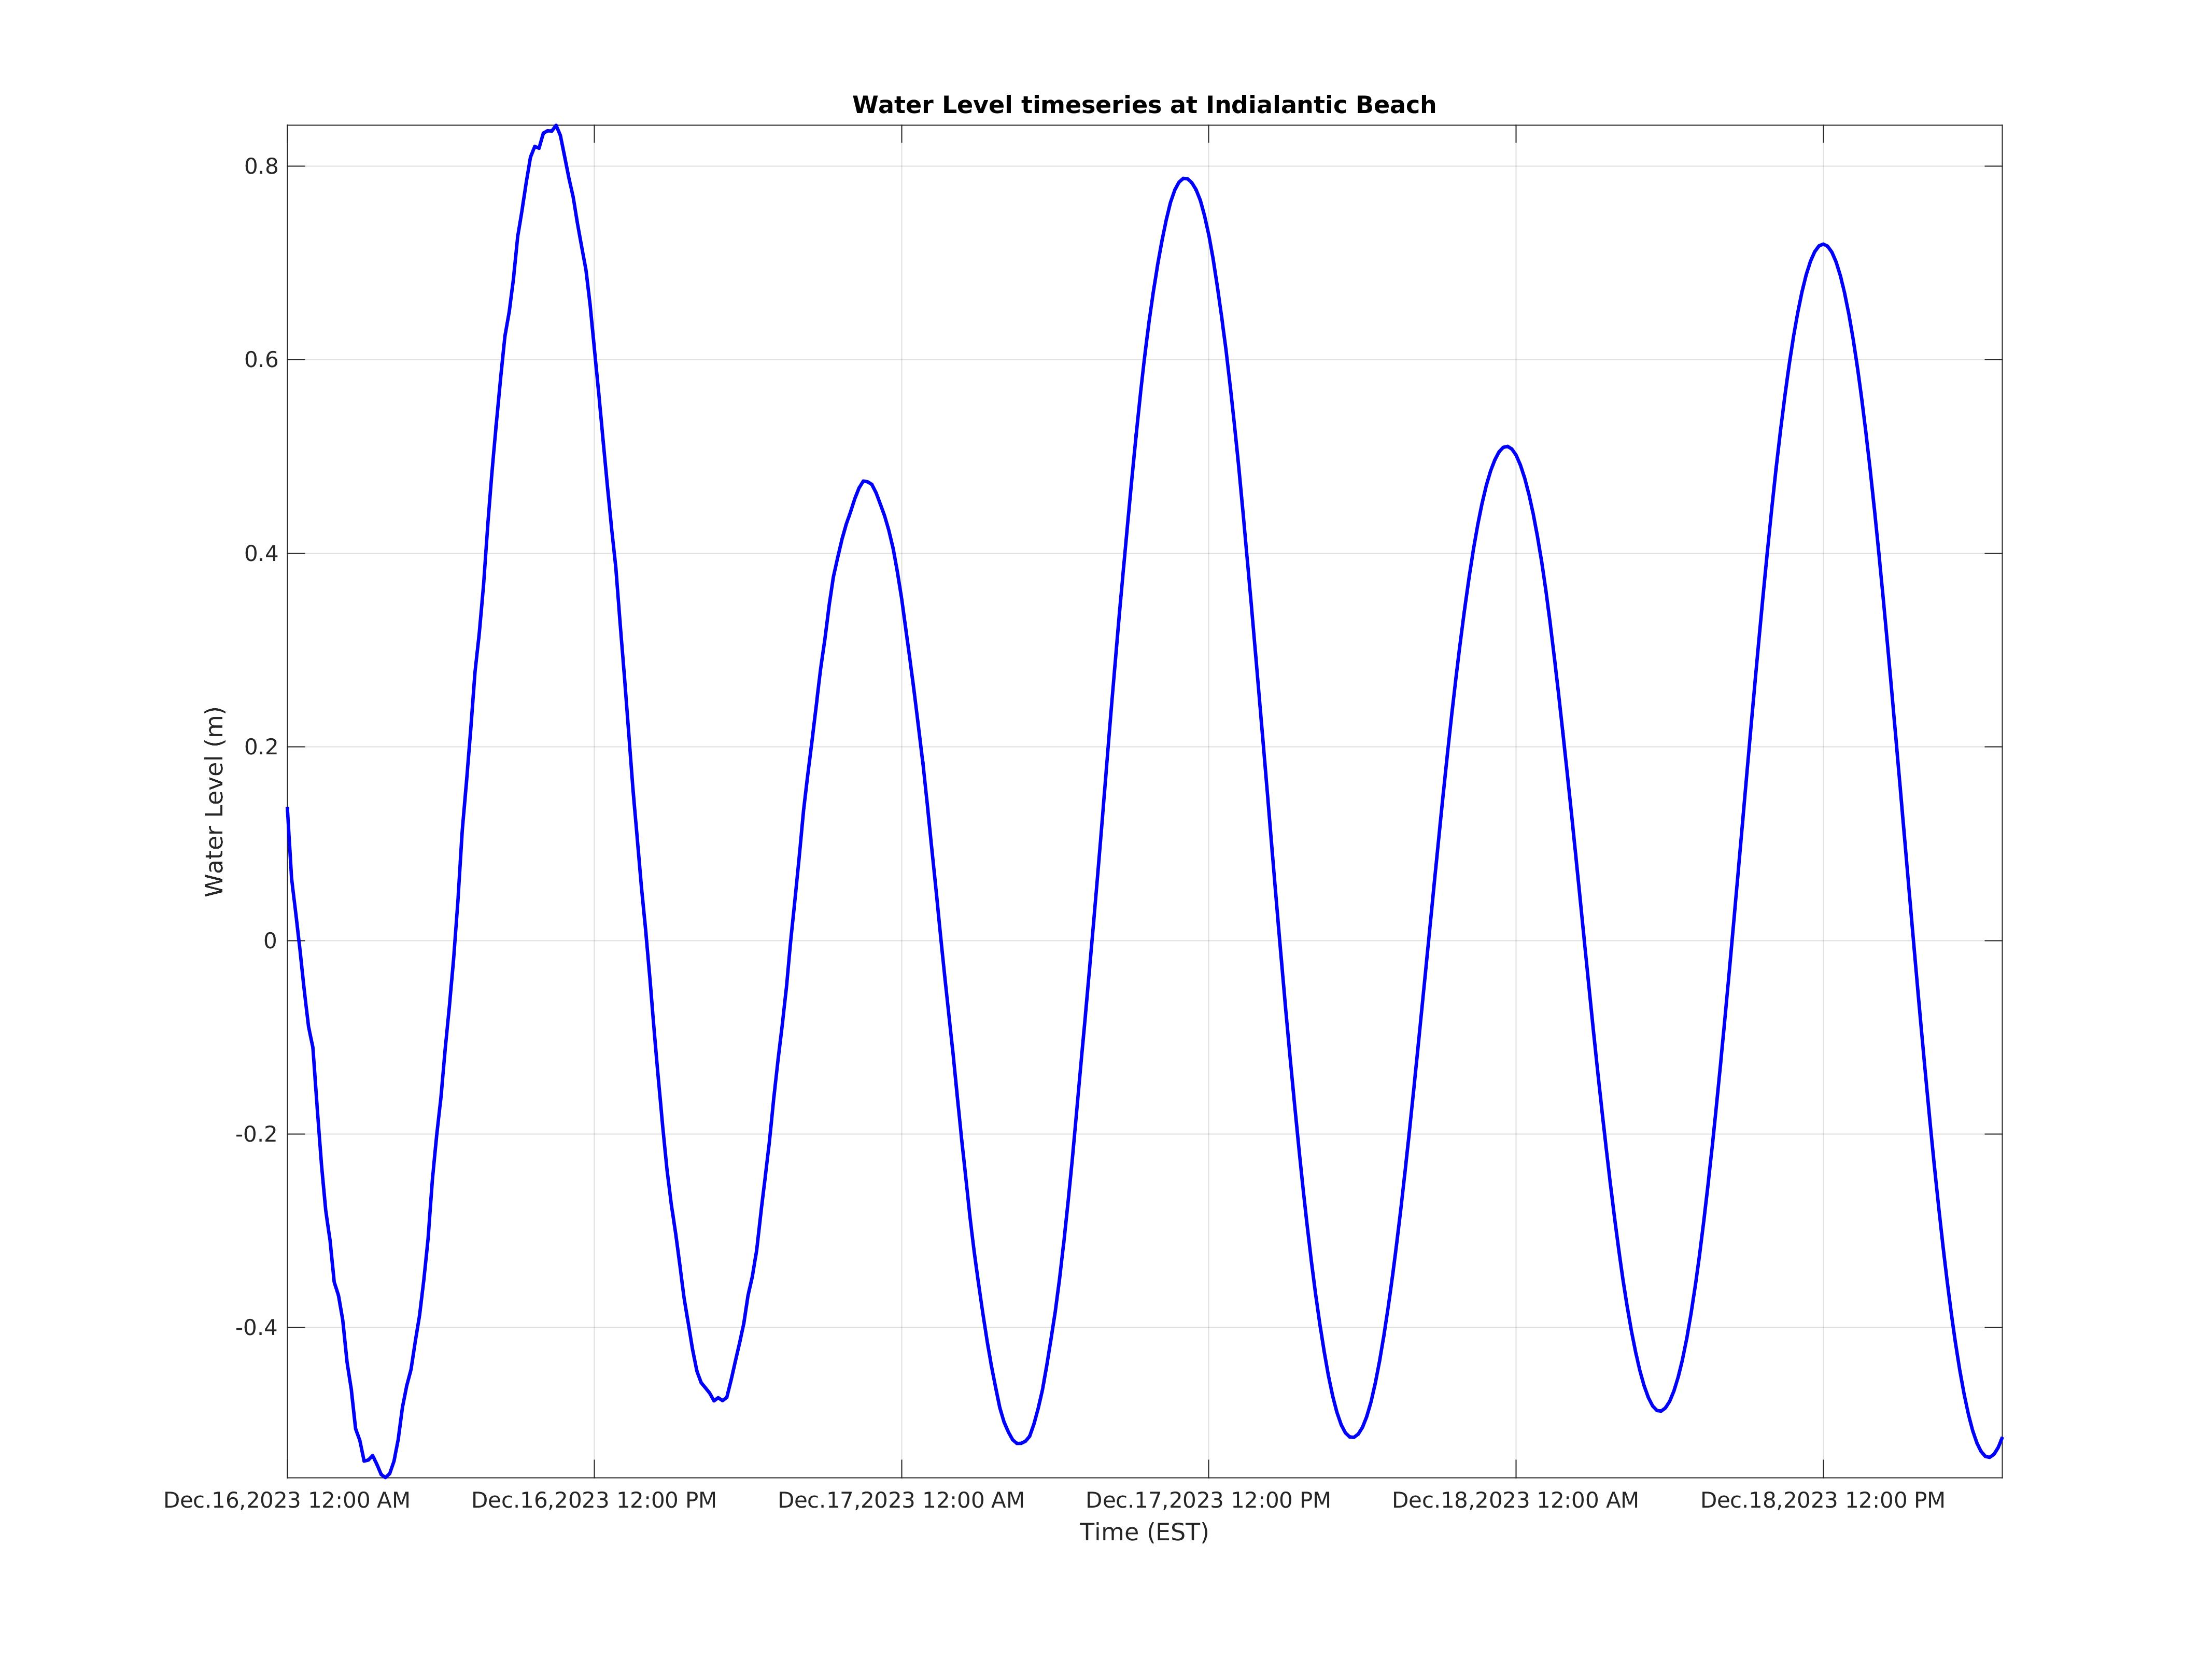 Water Level timeseries at Indialantic Beach
0.8
0.6
0.4
0.2
0
-0.2
-0.4
Water Level (m)
Dec.16,2023 12:00 AM
Dec.16,2023 12:00 PM
Dec.17,2023 12:00 AM
Dec.17,2023 12:00 PM
Dec.18,2023 12:00 AM
Dec.18,2023 12:00 PM
Time (EST)